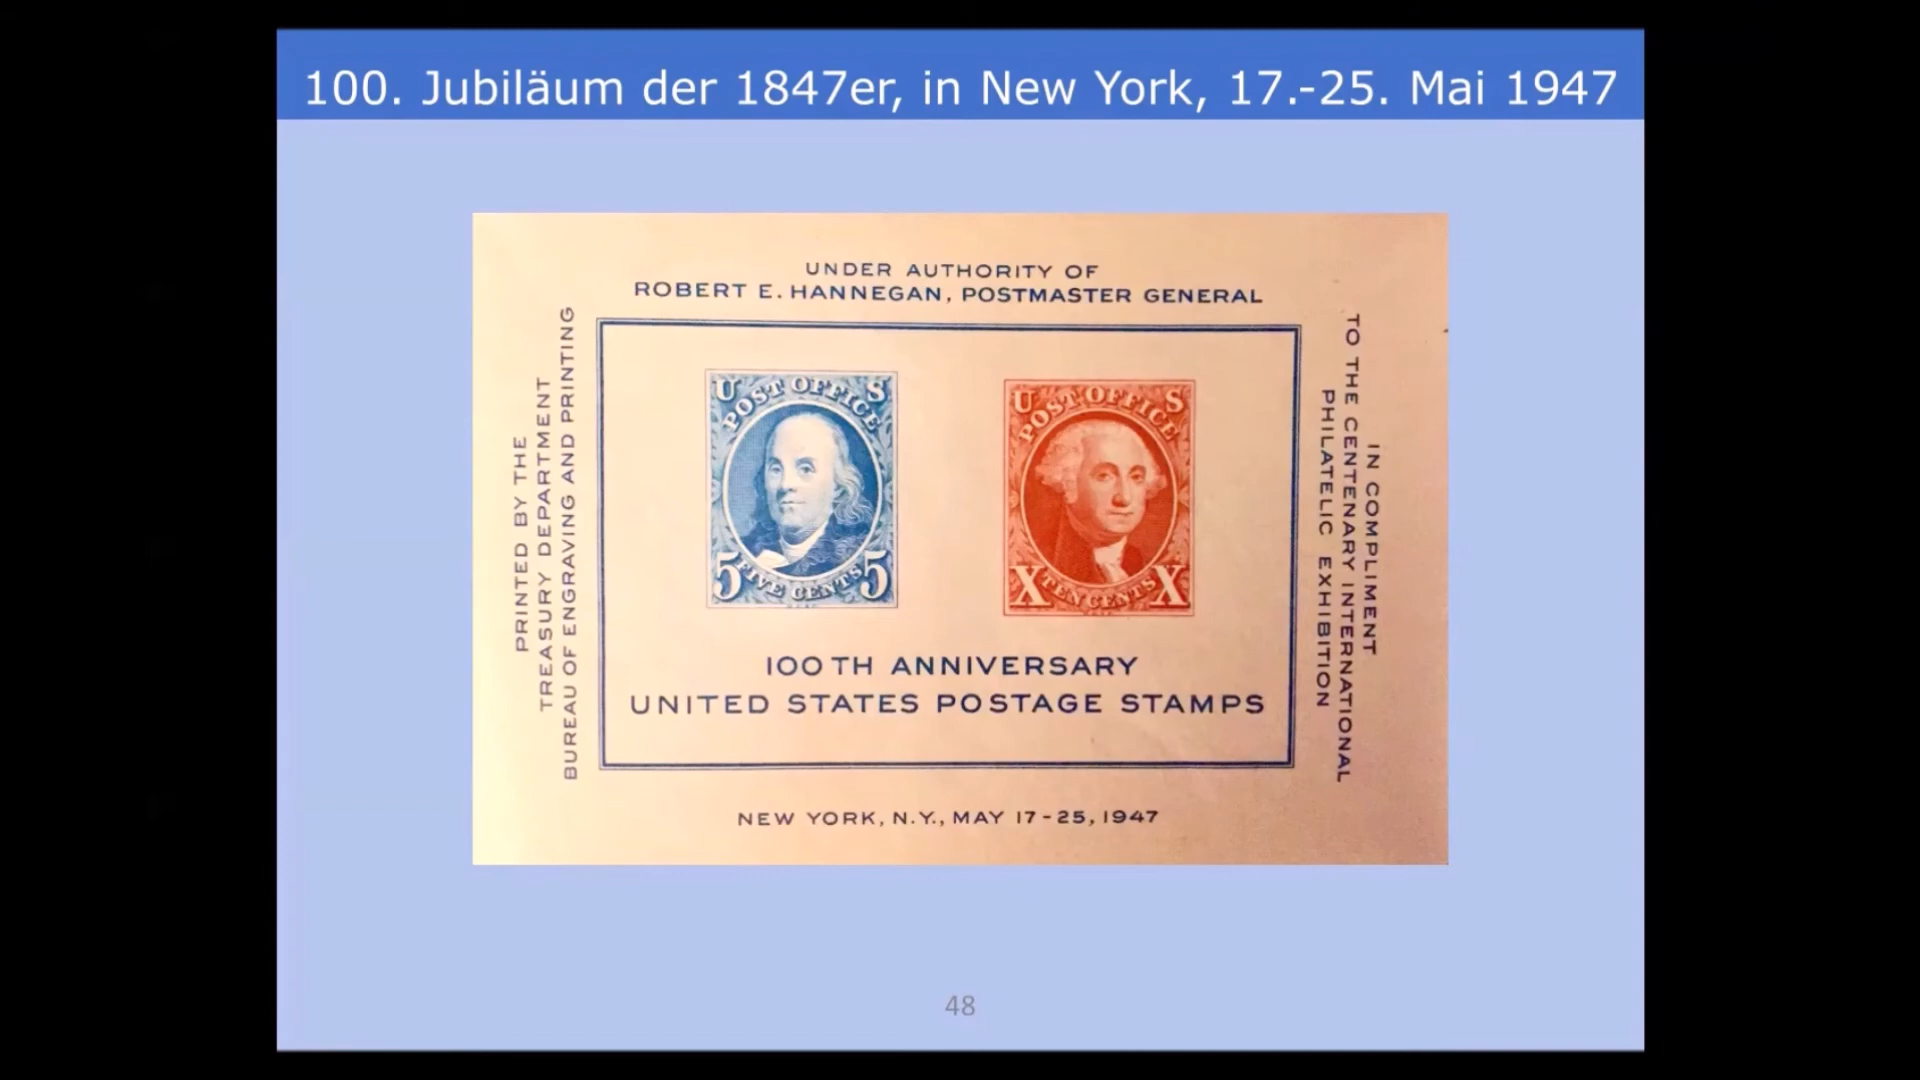 100. Jubiläum der 1847er, in New York, 17.-25. Mai 1947
UNDER AUTHORITY OF
ROBERT E. HANNEGAN, POSTMASTER GENERAL
PRINTED BY THE
TREASURY DEPARTMENT
BUREAU OF ENGRAVING AND PRINTING
U S
POST OFFICE
5 5
FIVE CENTS
U S
POST OFFICE
X X
TEN CENTS
100TH ANNIVERSARY
UNITED STATES POSTAGE STAMPS
IN COMPLIMENT
TO THE CENTENARY INTERNATIONAL
PHILATELIC EXHIBITION
NEW YORK, N.Y., MAY 17-25, 1947
48